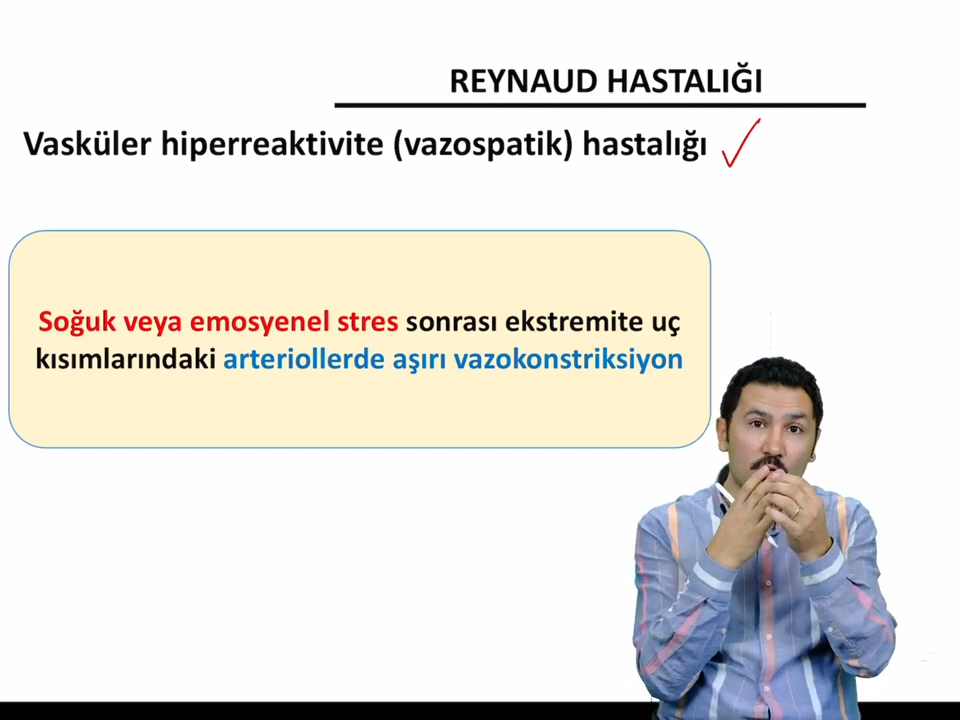 REYNAUD HASTALIĞI
Vasküler hiperreaktivite (vazospatik) hastalığı
Soğuk veya emosyenel stres sonrası ekstremite uç
kısımlarındaki arteriollerde aşırı vazokonstriksiyon